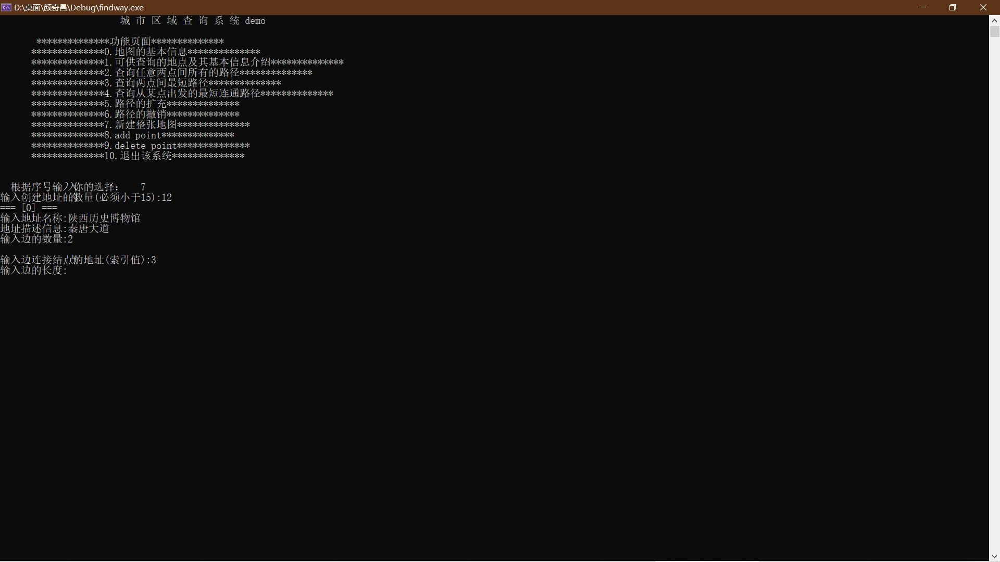 D:\桌面\颜奇昌\Debug\findway.exe
城 市 区 域 查 询 系 统 demo
**************功能页面**************
**************0.地图的基本信息**************
**************1.可供查询的地点及其基本信息介绍**************
**************2.查询任意两点间所有的路径**************
**************3.查询两点间最短路径**************
**************4.查询从某点出发的最短连通路径**************
**************5.路径的扩充**************
**************6.路径的撤销**************
**************7.新建整张地图**************
**************8.add point**************
**************9.delete point**************
**************10.退出该系统**************
根据序号输入你的选择： 7
输入创建地址的数量(必须小于15):12
=== [0] ===
输入地址名称:陕西历史博物馆
地址描述信息:秦唐大道
输入边的数量:2
输入边连接结点的地址(索引值):3
输入边的长度: